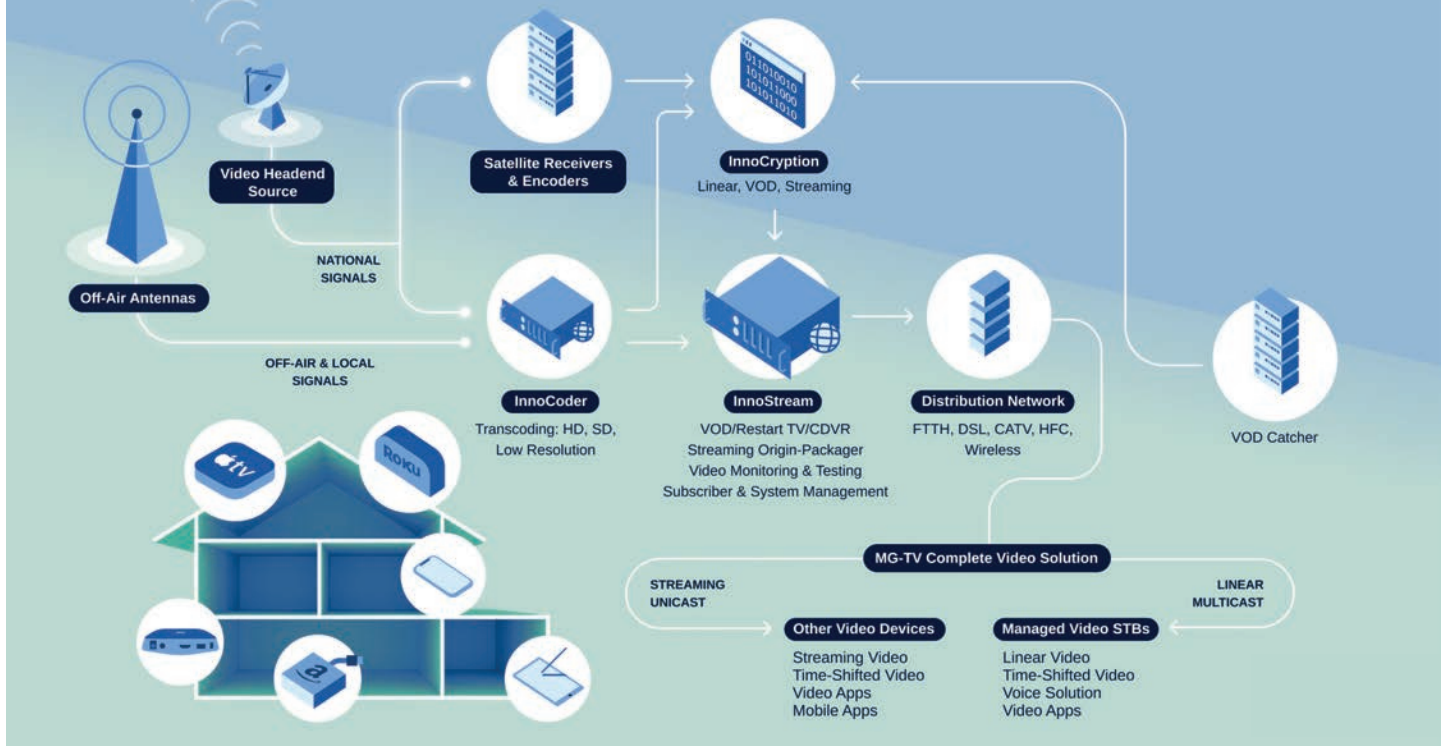 011010010
101011000
101011010
Video Headend
Source
Satellite Receivers
& Encoders
InnoCryption
Linear, VOD, Streaming
NATIONAL
SIGNALS
Off-Air Antennas
OFF-AIR & LOCAL
SIGNALS
InnoCoder
Transcoding: HD, SD,
Low Resolution
InnoStream
VOD/Restart TV/CDVR
Streaming Origin-Packager
Video Monitoring & Testing
Subscriber & System Management
Distribution Network
FTTH, DSL, CATV, HFC,
Wireless
VOD Catcher
tv
Roku
a
MG-TV Complete Video Solution
STREAMING
UNICAST
LINEAR
MULTICAST
Other Video Devices
Streaming Video
Time-Shifted Video
Video Apps
Mobile Apps
Managed Video STBs
Linear Video
Time-Shifted Video
Voice Solution
Video Apps